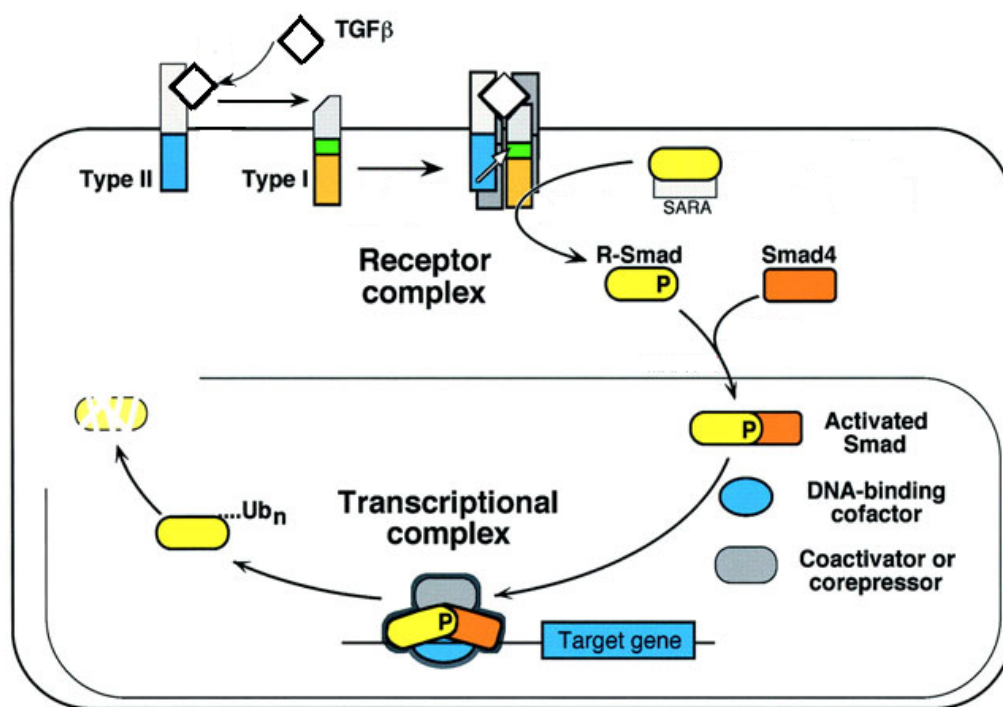 TGFβ
Type II
Type I
SARA
Receptor
complex
R-Smad
Smad4
P
P
Activated
Smad
DNA-binding
cofactor
Coactivator or
corepressor
Transcriptional
complex
....Ubn
P
Target gene